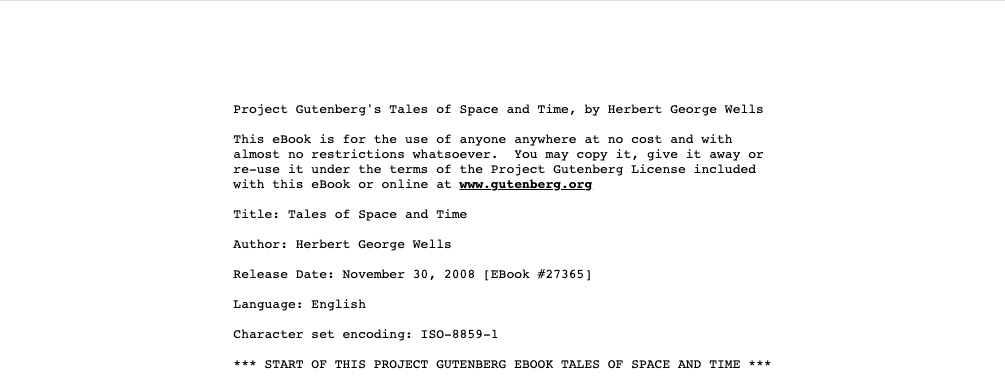 Project Gutenberg's Tales of Space and Time, by Herbert George Wells
This eBook is for the use of anyone anywhere at no cost and with
almost no restrictions whatsoever.  You may copy it, give it away or
re-use it under the terms of the Project Gutenberg License included
with this eBook or online at www.gutenberg.org
Title: Tales of Space and Time
Author: Herbert George Wells
Release Date: November 30, 2008 [EBook #27365]
Language: English
Character set encoding: ISO-8859-1
*** START OF THIS PROJECT GUTENBERG EBOOK TALES OF SPACE AND TIME ***